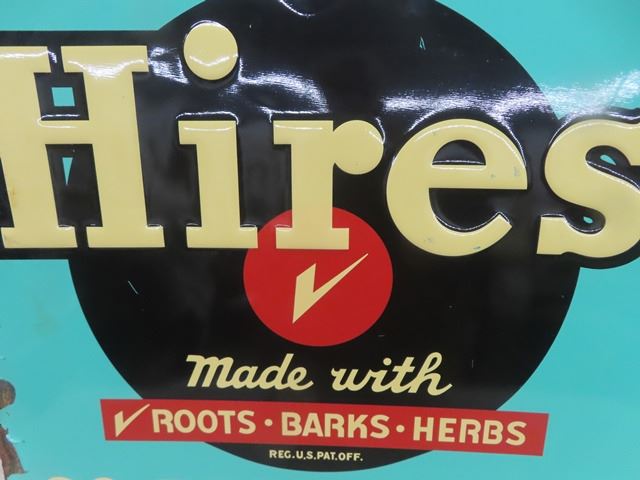 Hires
Made with
ROOTS · BARKS · HERBS
REG.U.S.PAT.OFF.